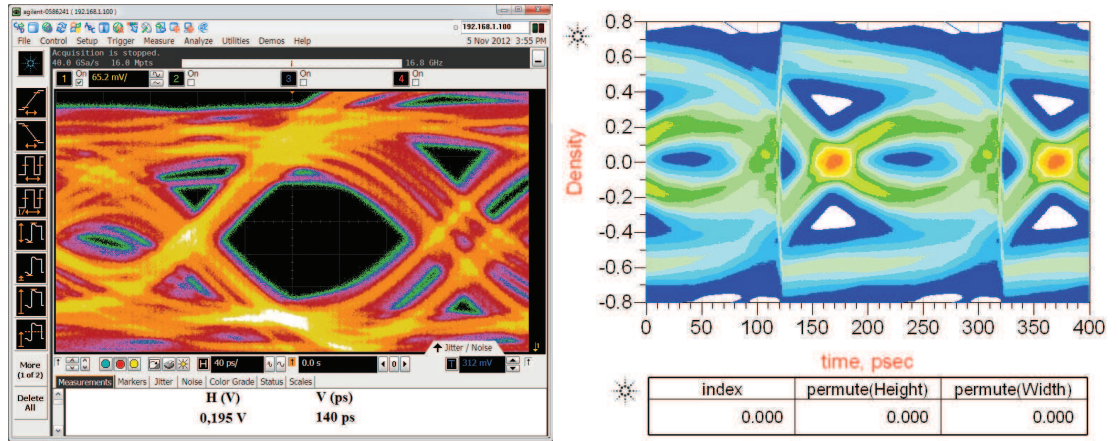 agilent-0586241 ( 192.168.1.100 )
192.168.1.100
File Control Setup Trigger Measure Analyze Utilities Demos Help
5 Nov 2012 3:55 PM
Acquisition is stopped.
40.0 GSa/s 16.0 Mpts
16.8 GHz
1 On 65.2 mV/
2 On
3 On
4 On
More
(1 of 2)
Delete
All
Jitter / Noise
H 40 ps/
0.0 s
0
T 312 mV
Measurements Markers Jitter Noise Color Grade Status Scales
H (V) V (ps)
0,195 V 140 ps
Density
0.8
0.6
0.4
0.2
0.0
-0.2
-0.4
-0.6
-0.8
0 50 100 150 200 250 300 350 400
time, psec
index permute(Height) permute(Width)
0.000 0.000 0.000